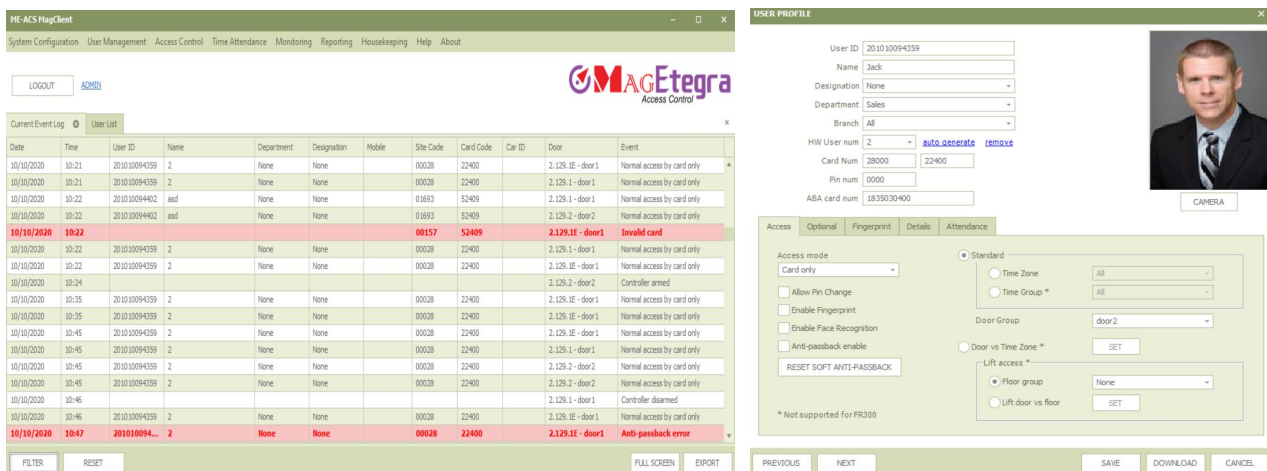 ME-ACS MagClient
System Configuration User Management Access Control Time Attendance Monitoring Reporting Housekeeping Help About
LOGOUT ADMIN
MAGEtegra
Access Control
Current Event Log User List
Date Time User ID Name Department Designation Mobile Site Code Card Code Car ID Door Event
10/10/2020 10:21 201010094359 2 None None 00028 22400 2.129.1E - door1 Normal access by card only
10/10/2020 10:21 201010094359 2 None None 00028 22400 2.129.1E - door1 Normal access by card only
10/10/2020 10:22 201010094402 asd None None 01693 52409 2.129.1 - door1 Normal access by card only
10/10/2020 10:22 201010094402 asd None None 01693 52409 2.129.2 - door2 Normal access by card only
10/10/2020 10:22 00157 52409 2.129.1E - door1 Invalid card
10/10/2020 10:22 201010094359 2 None None 00028 22400 2.129.1 - door1 Normal access by card only
10/10/2020 10:22 201010094359 2 None None 00028 22400 2.129.1E - door1 Normal access by card only
10/10/2020 10:24 2.129.2 - door2 Controller armed
10/10/2020 10:35 201010094359 2 None None 00028 22400 2.129.1E - door1 Normal access by card only
10/10/2020 10:35 201010094359 2 None None 00028 22400 2.129.1E - door1 Normal access by card only
10/10/2020 10:45 201010094359 2 None None 00028 22400 2.129.1E - door1 Normal access by card only
10/10/2020 10:45 201010094359 2 None None 00028 22400 2.129.1 - door1 Normal access by card only
10/10/2020 10:45 201010094359 2 None None 00028 22400 2.129.2 - door2 Normal access by card only
10/10/2020 10:45 201010094359 2 None None 00028 22400 2.129.2 - door2 Normal access by card only
10/10/2020 10:46 2.129.1 - door1 Controller disarmed
10/10/2020 10:46 201010094359 2 None None 00028 22400 2.129.1E - door1 Normal access by card only
10/10/2020 10:47 201010094... 2 None None 00028 22400 2.129.1E - door1 Anti-passback error
FILTER RESET FULL SCREEN EXPORT
USER PROFILE
User ID 201010094359
Name Jack
Designation None
Department Sales
Branch All
HW User num 2 auto generate remove
Card Num 28000 22400
Pin num 0000
ABA card num 1835030400
CAMERA
Access Optional Fingerprint Details Attendance
Access mode Standard
Card only Time Zone All
Allow Pin Change Time Group * All
Enable Fingerprint
Enable Face Recognition Door Group door2
Anti-passback enable Door vs Time Zone * SET
RESET SOFT ANTI-PASSBACK Lift access *
Floor group None
Lift door vs floor SET
* Not supported for FR300
PREVIOUS NEXT SAVE DOWNLOAD CANCEL